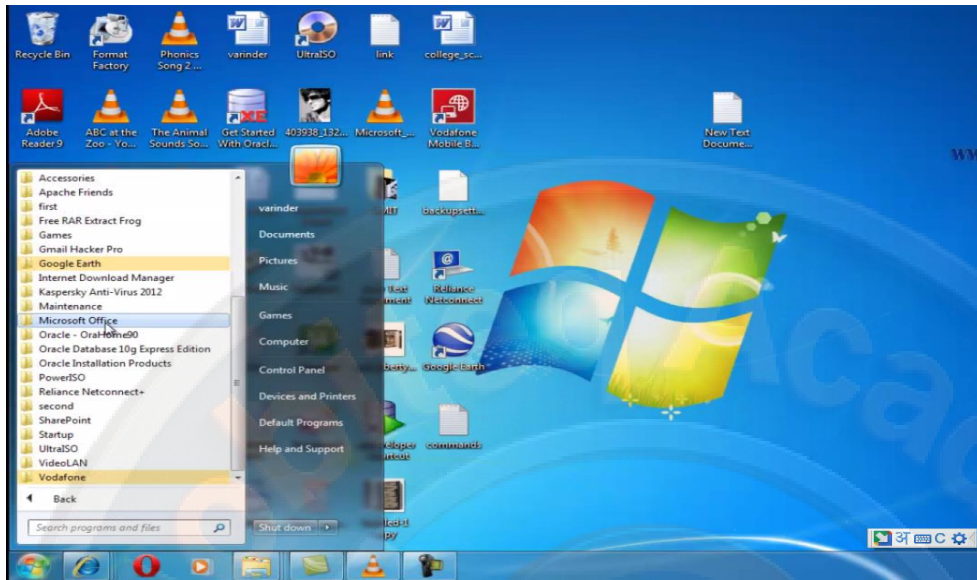 Recycle Bin
Format
Factory
Phonics
Song 2 ...
varinder
UltraISO
link
college_sc...
Adobe
Reader 9
ABC at the
Zoo - Yo...
The Animal
Sounds So...
Get Started
With Oracl...
403938_132...
Microsoft_...
Vodafone
Mobile B...
New Text
Docume...
Accessories
Apache Friends
first
Free RAR Extract Frog
Games
Gmail Hacker Pro
Google Earth
Internet Download Manager
Kaspersky Anti-Virus 2012
Maintenance
Microsoft Office
Oracle - OraHome90
Oracle Database 10g Express Edition
Oracle Installation Products
PowerISO
Reliance Netconnect+
second
SharePoint
Startup
UltraISO
VideoLAN
Vodafone
Back
Search programs and files
varinder
Documents
Pictures
Music
Games
Computer
Control Panel
Devices and Printers
Default Programs
Help and Support
Shut down
backupsett...
Reliance
Netconnect
Google Earth
commands
अ
C